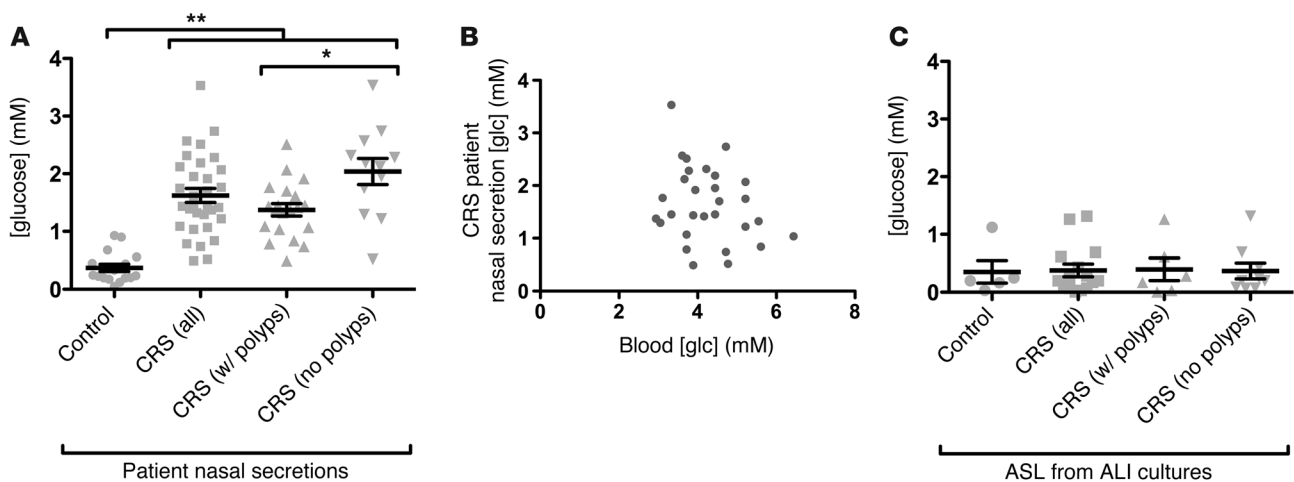 A
**
*
[glucose] (mM)
4
3
2
1
0
Control
CRS (all)
CRS (w/ polyps)
CRS (no polyps)
Patient nasal secretions
B
CRS patient
nasal secretion [glc] (mM)
4
3
2
1
0
0 2 4 6 8
Blood [glc] (mM)
C
[glucose] (mM)
4
3
2
1
0
Control
CRS (all)
CRS (w/ polyps)
CRS (no polyps)
ASL from ALI cultures